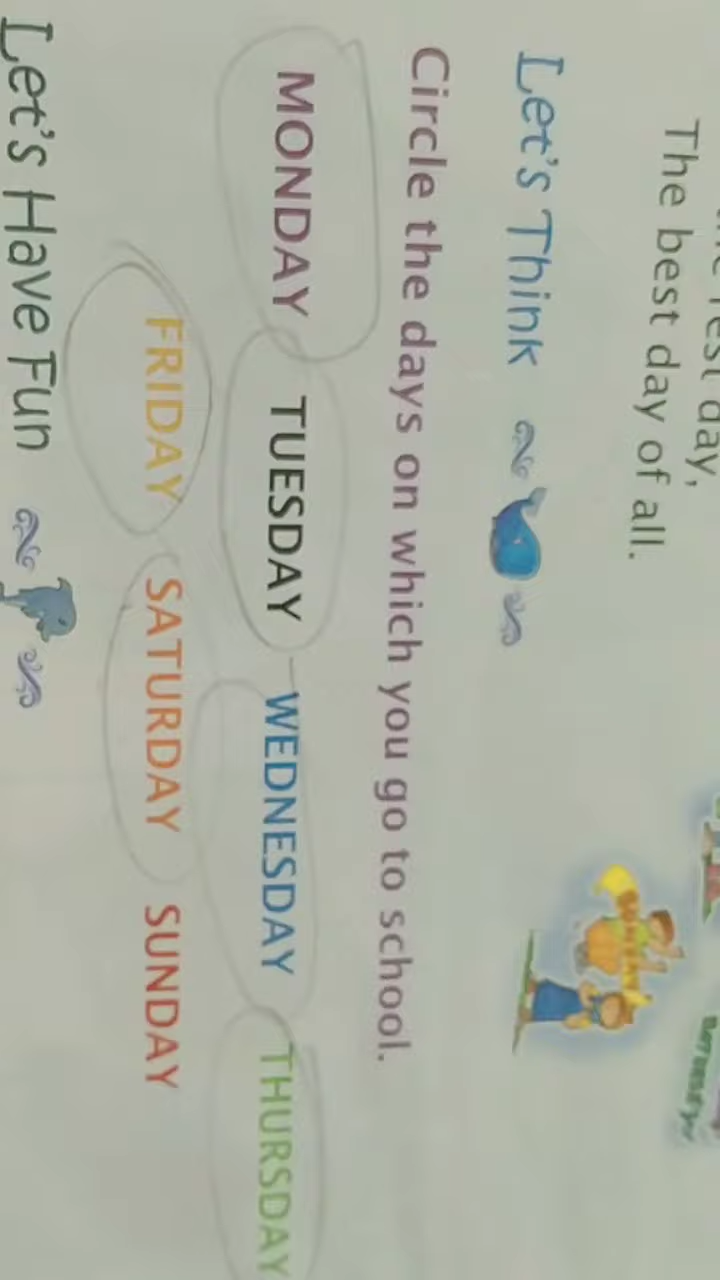 day,
The best day of all.
Let's Think
Circle the days on which you go to school.
MONDAY TUESDAY WEDNESDAY THURSDAY
FRIDAY SATURDAY SUNDAY
Let's Have Fun